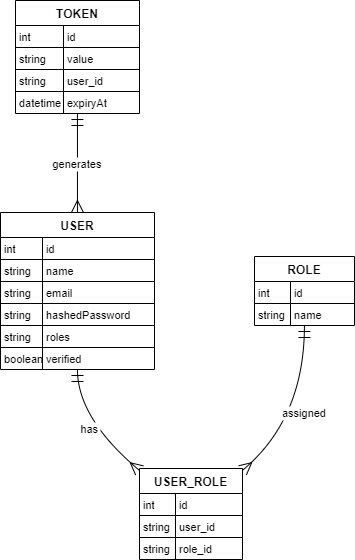 TOKEN
int id
string value
string user_id
datetime expiryAt
generates
USER
int id
string name
string email
string hashedPassword
string roles
boolean verified
ROLE
int id
string name
has
assigned
USER_ROLE
int id
string user_id
string role_id